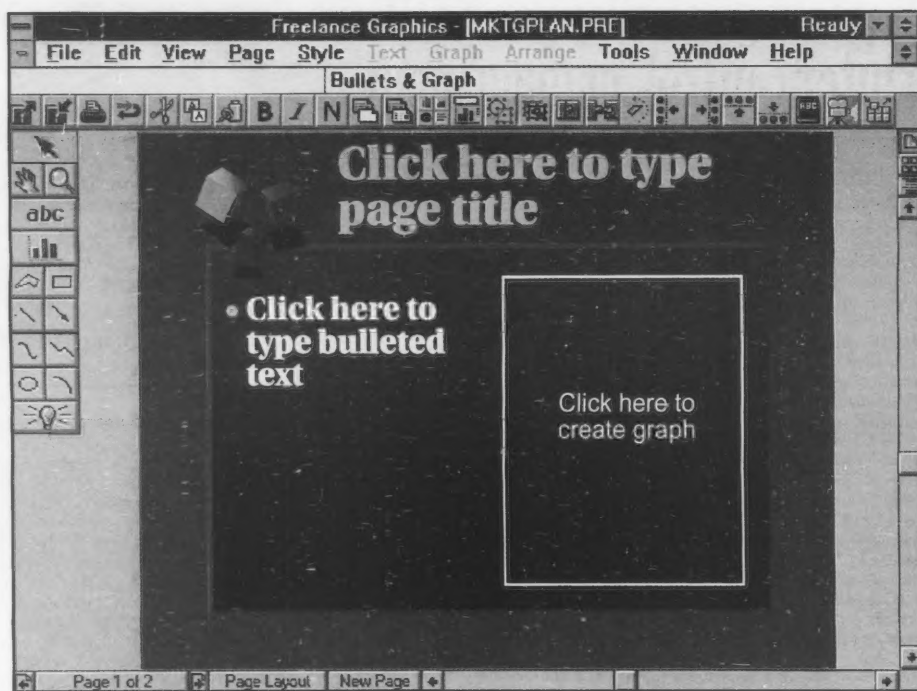 Freelance Graphics - [MKTGPLAN.PRE] Ready
File Edit View Page Style Text Graph Arrange Tools Window Help
Bullets & Graph
B I N ABC
abc
Click here to type
page title
Click here to
type bulleted
text
Click here to
create graph
Page 1 of 2 Page Layout New Page